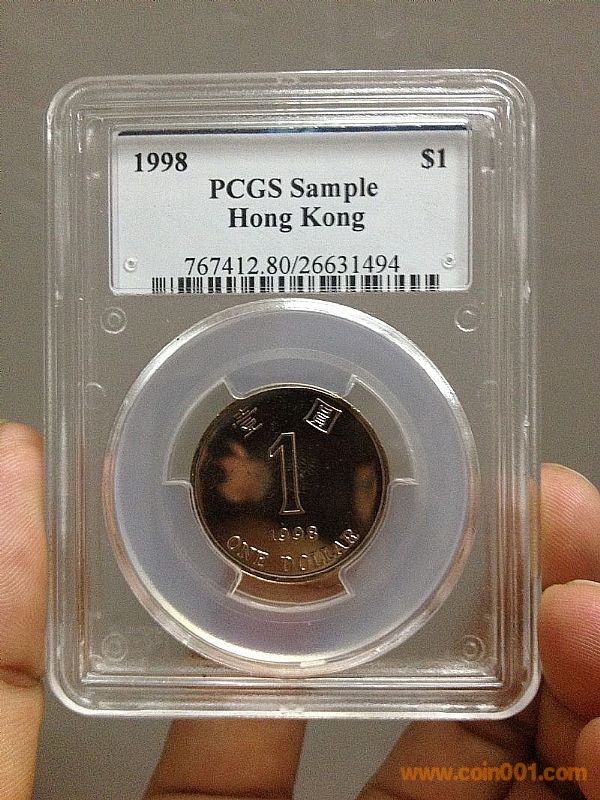 1998 $1
PCGS Sample
Hong Kong
767412.80/26631494
壹 圓
1
1998
ONE DOLLAR
www.coin001.com